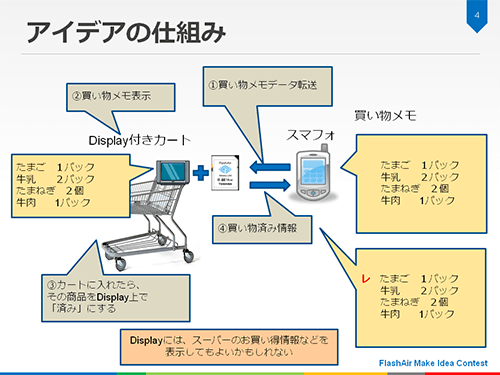 4
アイデアの仕組み
①買い物メモデータ転送
②買い物メモ表示
買い物メモ
Display付きカート
スマフォ
たまご　1パック
牛乳　　2パック
たまねぎ　2個
牛肉　　1パック
たまご　1パック
牛乳　　2パック
たまねぎ　2個
牛肉　　1パック
④買い物済み情報
③カートに入れたら、
その商品をDisplay上で
「済み」にする
レ　たまご　1パック
牛乳　　2パック
たまねぎ　2個
牛肉　　1パック
Displayには、スーパーのお買い得情報などを
表示してもよいかもしれない
FlashAir Make Idea Contest